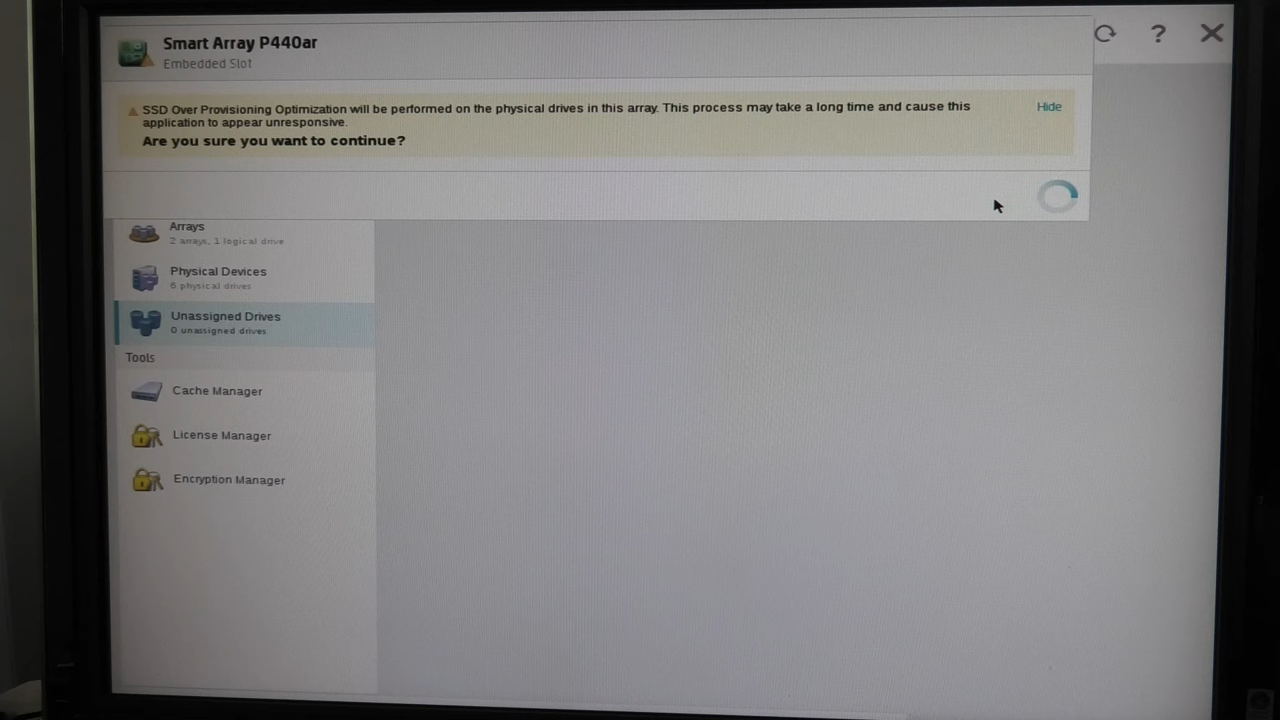 Smart Array P440ar
Embedded Slot
SSD Over Provisioning Optimization will be performed on the physical drives in this array. This process may take a long time and cause this
application to appear unresponsive.
Are you sure you want to continue?
Hide
?
Arrays
2 arrays, 1 logical drive
Physical Devices
6 physical drives
Unassigned Drives
0 unassigned drives
Tools
Cache Manager
License Manager
Encryption Manager